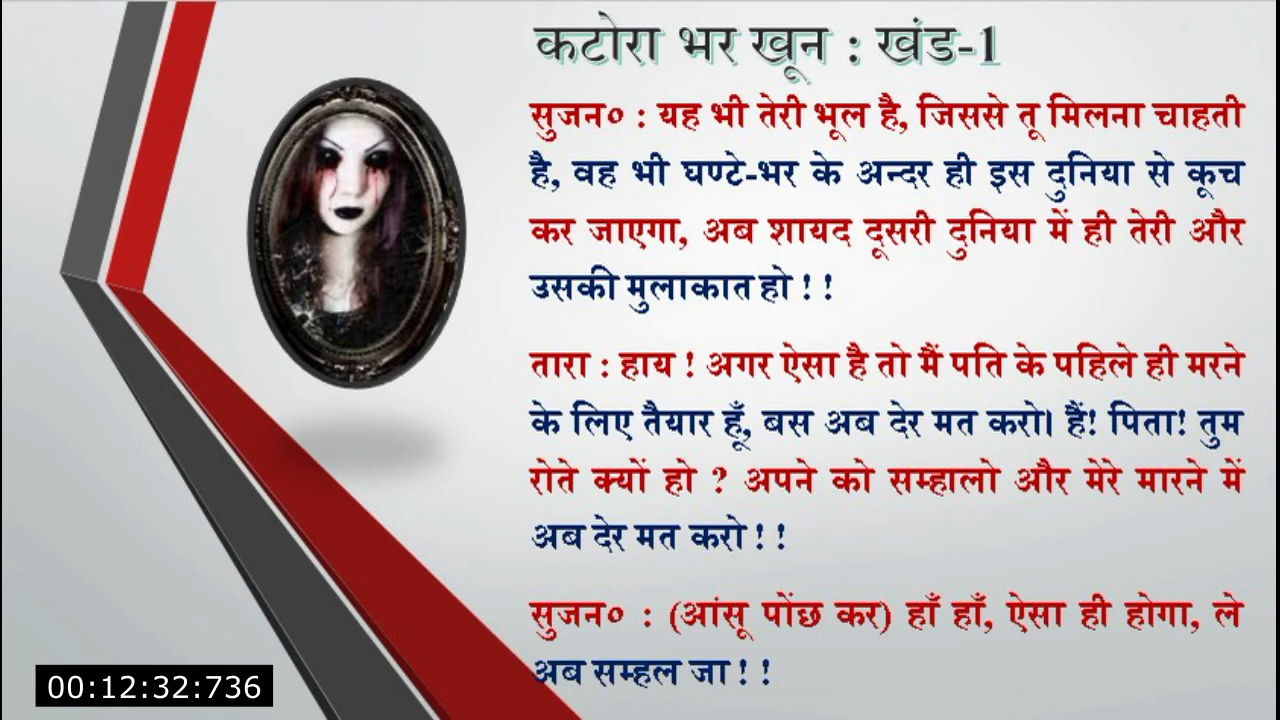 कटोरा भर खून : खंड-1
सुजन० : यह भी तेरी भूल है, जिससे तू मिलना चाहती
है, वह भी घण्टे-भर के अन्दर ही इस दुनिया से कूच
कर जाएगा, अब शायद दूसरी दुनिया में ही तेरी और
उसकी मुलाकात हो ! !
तारा : हाय ! अगर ऐसा है तो मैं पति के पहिले ही मरने
के लिए तैयार हूँ, बस अब देर मत करो। हैं! पिता! तुम
रोते क्यों हो ? अपने को सम्हालो और मेरे मारने में
अब देर मत करो ! !
सुजन० : (आंसू पोंछ कर) हाँ हाँ, ऐसा ही होगा, ले
अब सम्हल जा ! !
00:12:32:736